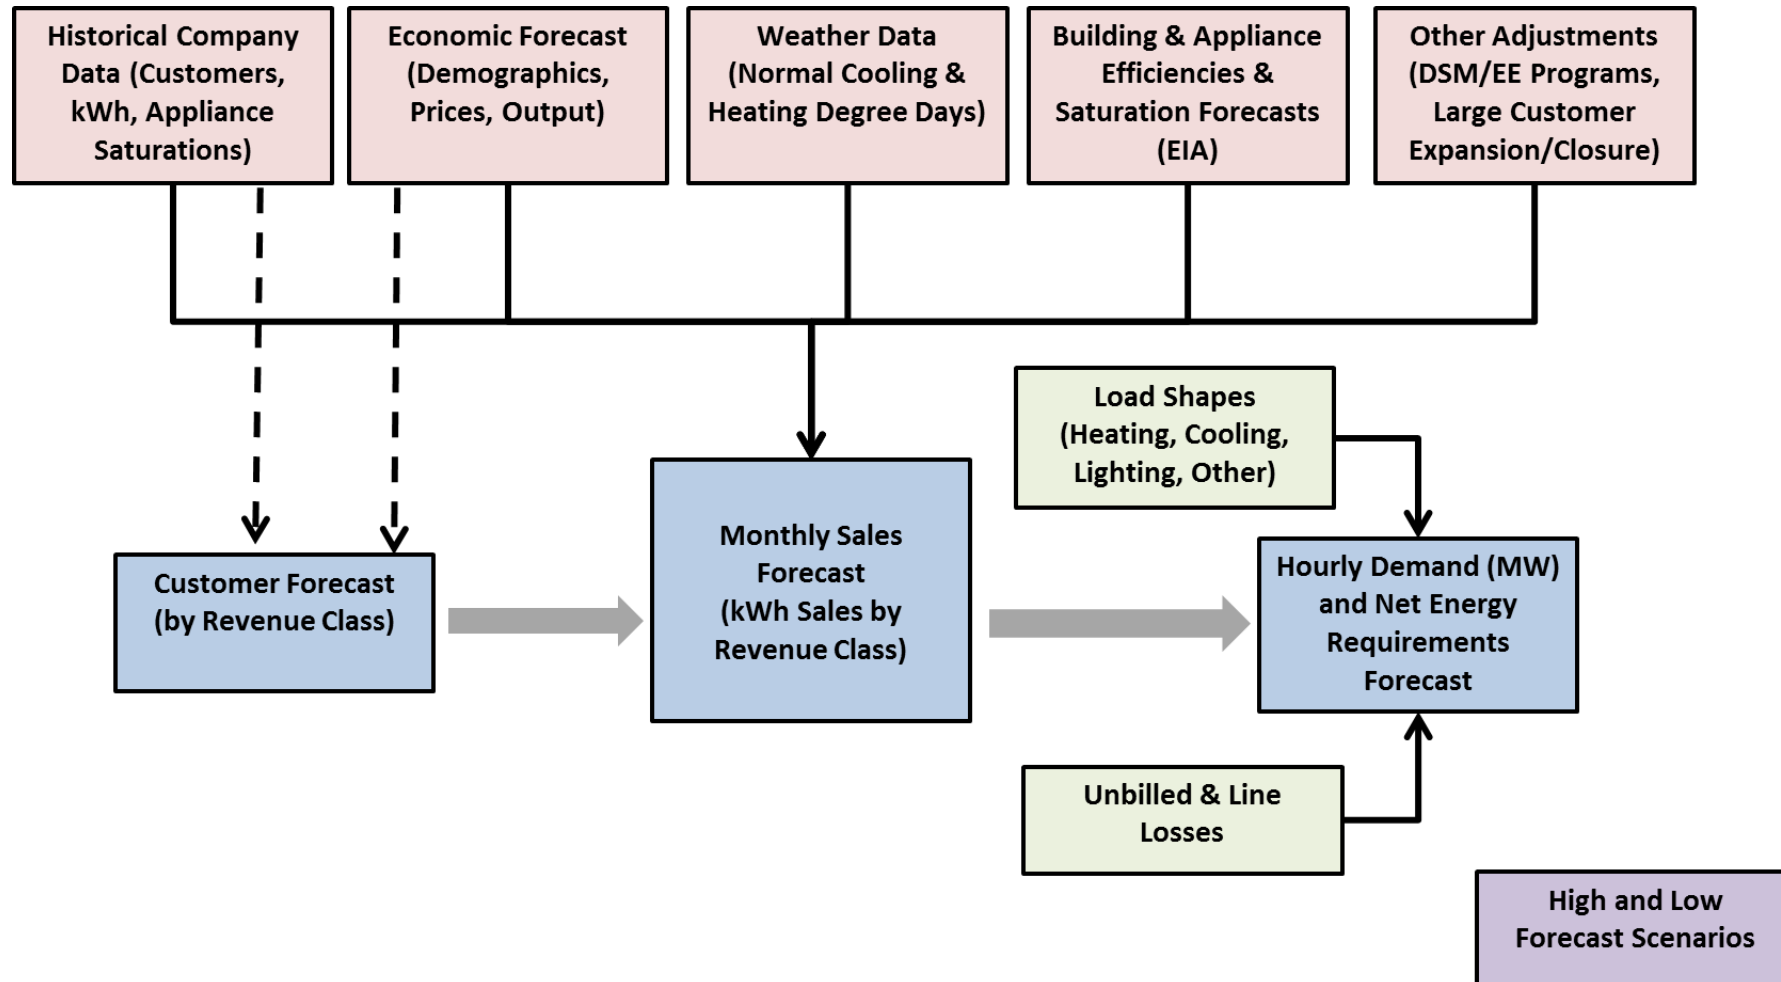 Historical Company
Data (Customers,
kWh, Appliance
Saturations)
Economic Forecast
(Demographics,
Prices, Output)
Weather Data
(Normal Cooling &
Heating Degree Days)
Building & Appliance
Efficiencies &
Saturation Forecasts
(EIA)
Other Adjustments
(DSM/EE Programs,
Large Customer
Expansion/Closure)
Load Shapes
(Heating, Cooling,
Lighting, Other)
Customer Forecast
(by Revenue Class)
Monthly Sales
Forecast
(kWh Sales by
Revenue Class)
Hourly Demand (MW)
and Net Energy
Requirements
Forecast
Unbilled & Line
Losses
High and Low
Forecast Scenarios